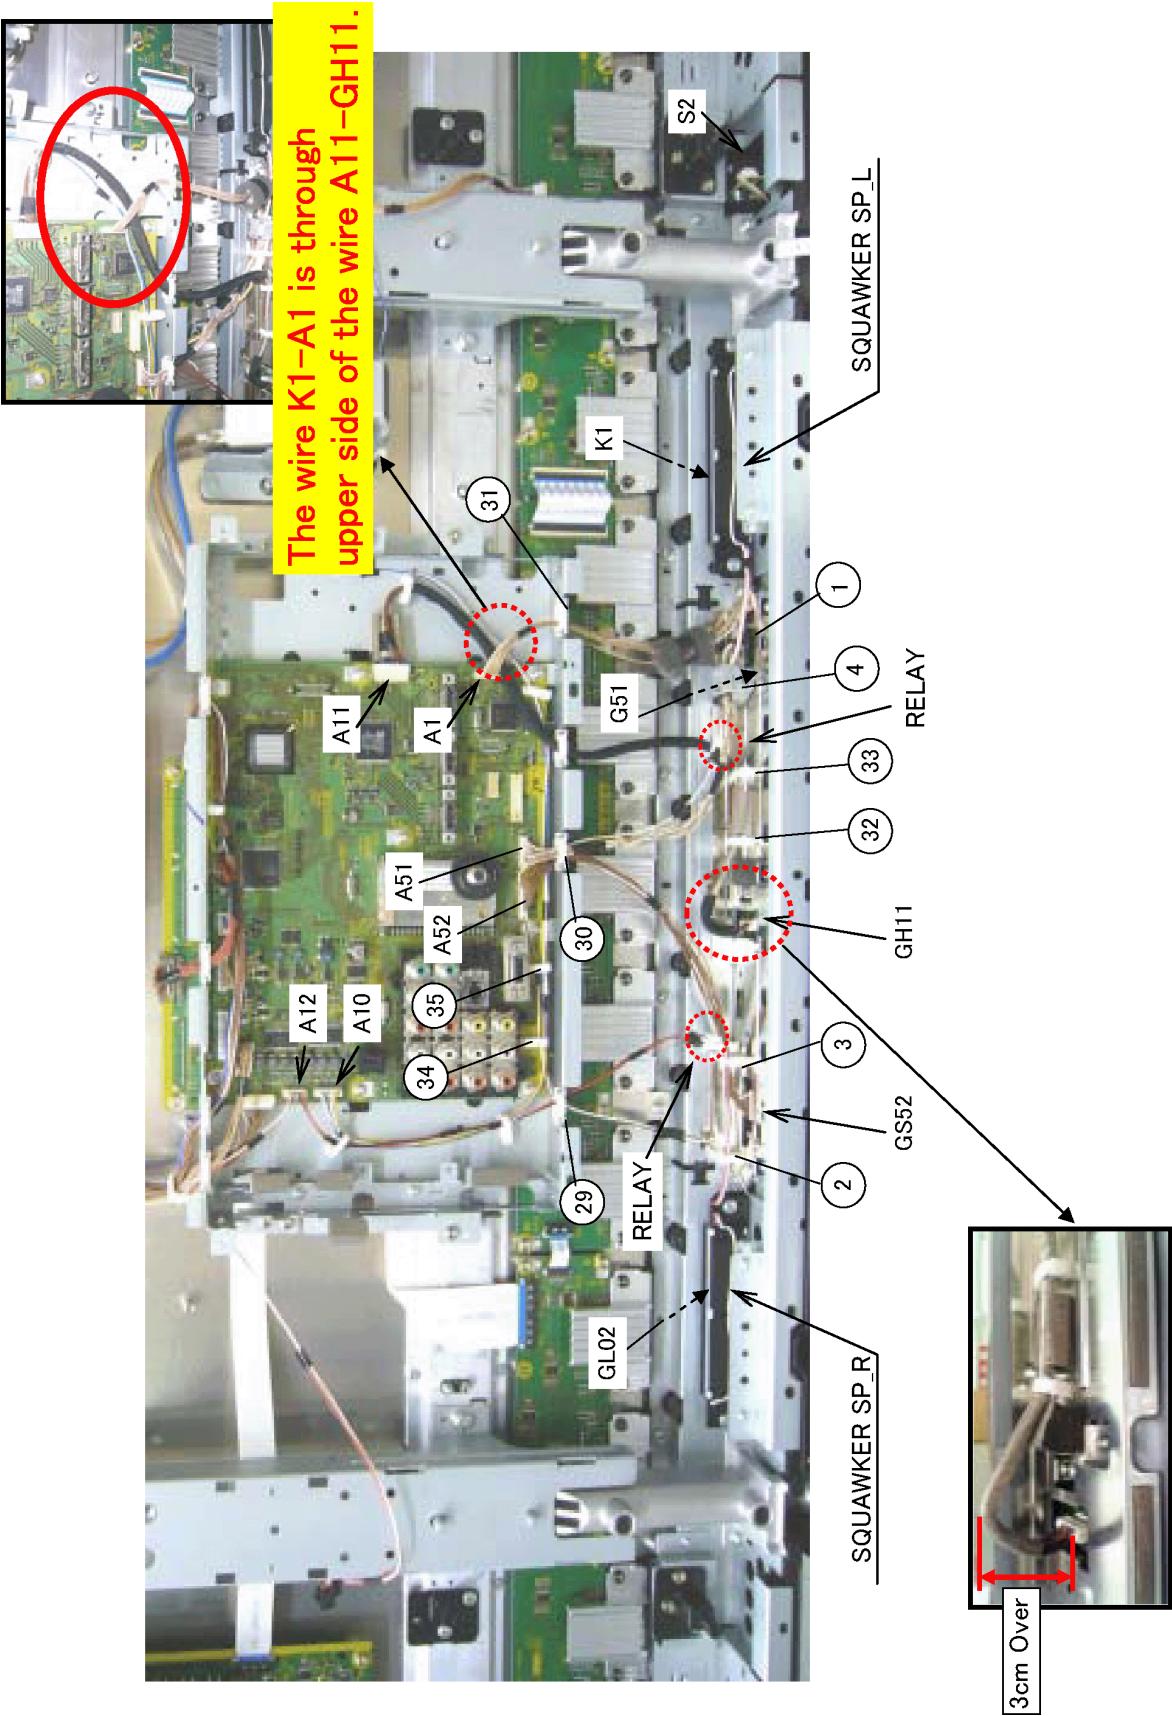 The wire K1-A1 is through
upper side of the wire A11-GH11.
S2
SQUAWKER SP_L
K1
31
1
A11
A1
G51
4
RELAY
33
32
A51
A52
30
GH11
35
34
A12
A10
3
GS52
RELAY
2
29
GL02
SQUAWKER SP_R
3cm Over